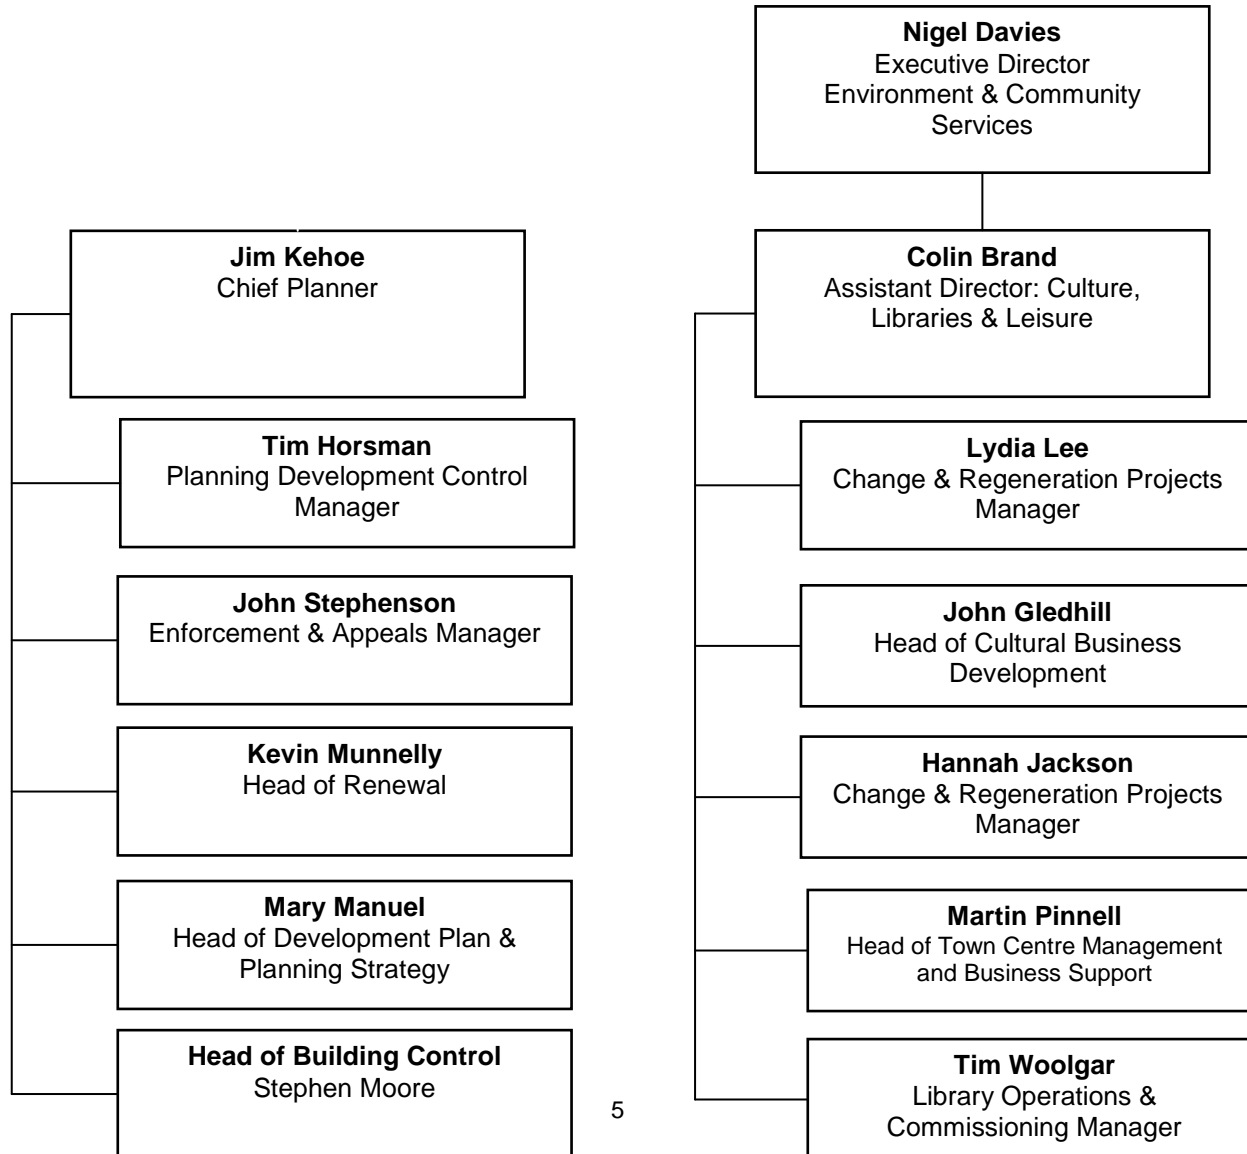 Nigel Davies
Executive Director
Environment & Community
Services
Jim Kehoe
Chief Planner
Tim Horsman
Planning Development Control
Manager
John Stephenson
Enforcement & Appeals Manager
Kevin Munnelly
Head of Renewal
Mary Manuel
Head of Development Plan &
Planning Strategy
Head of Building Control
Stephen Moore
Colin Brand
Assistant Director: Culture,
Libraries & Leisure
Lydia Lee
Change & Regeneration Projects
Manager
John Gledhill
Head of Cultural Business
Development
Hannah Jackson
Change & Regeneration Projects
Manager
Martin Pinnell
Head of Town Centre Management
and Business Support
Tim Woolgar
Library Operations &
Commissioning Manager
5